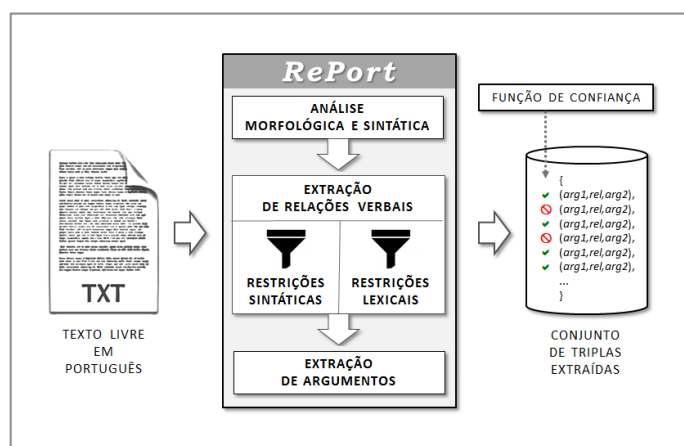 RePort
ANÁLISE
MORFOLÓGICA E SINTÁTICA
EXTRAÇÃO
DE RELAÇÕES VERBAIS
RESTRIÇÕES
SINTÁTICAS
RESTRIÇÕES
LEXICAIS
EXTRAÇÃO
DE ARGUMENTOS
TXT
TEXTO LIVRE
EM
PORTUGUÊS
FUNÇÃO DE CONFIANÇA
{
(arg1,rel,arg2),
(arg1,rel,arg2),
(arg1,rel,arg2),
(arg1,rel,arg2),
(arg1,rel,arg2),
(arg1,rel,arg2),
...
}
CONJUNTO
DE TRIPLAS
EXTRAÍDAS